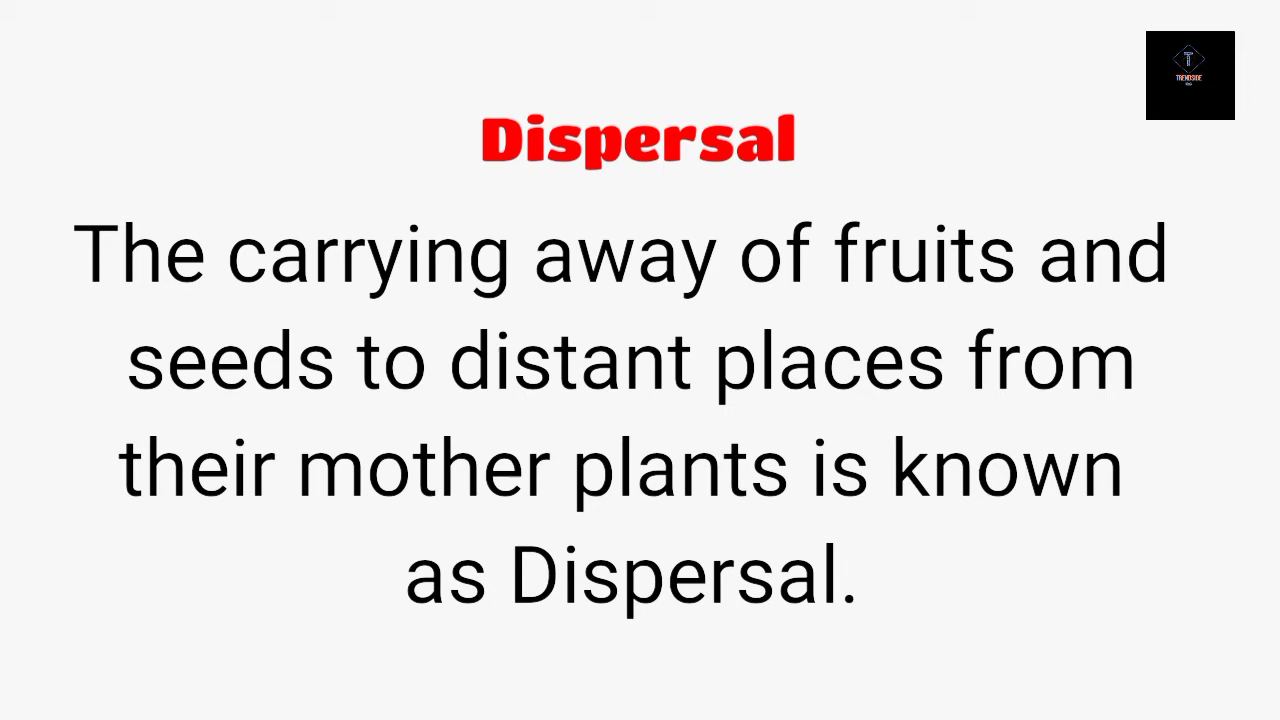 T
TRENDSIDE
Dispersal
The carrying away of fruits and
seeds to distant places from
their mother plants is known
as Dispersal.